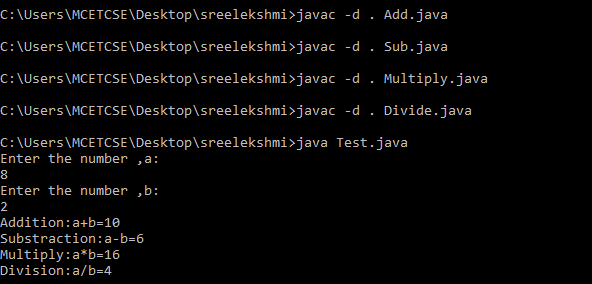 C:\Users\MCETCSE\Desktop\sreelekshmi>javac -d . Add.java
C:\Users\MCETCSE\Desktop\sreelekshmi>javac -d . Sub.java
C:\Users\MCETCSE\Desktop\sreelekshmi>javac -d . Multiply.java
C:\Users\MCETCSE\Desktop\sreelekshmi>javac -d . Divide.java
C:\Users\MCETCSE\Desktop\sreelekshmi>java Test.java
Enter the number ,a:
8
Enter the number ,b:
2
Addition:a+b=10
Substraction:a-b=6
Multiply:a*b=16
Division:a/b=4